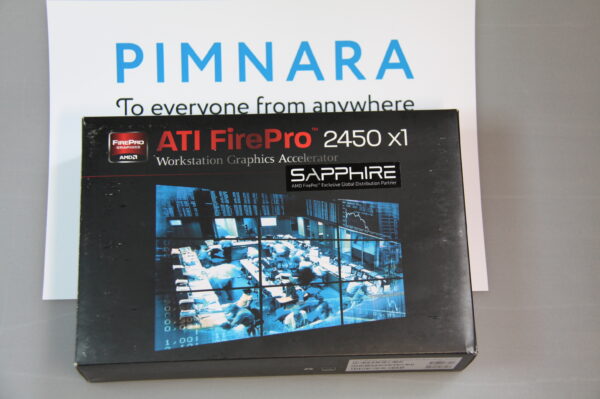 PIMNARA
To everyone from anywhere
FIREPRO
GRAPHICS
AMD
ATI FirePro™ 2450 x1
Workstation Graphics Accelerator
SAPPHIRE
AMD FirePro™ Exclusive Global Distribution Partner